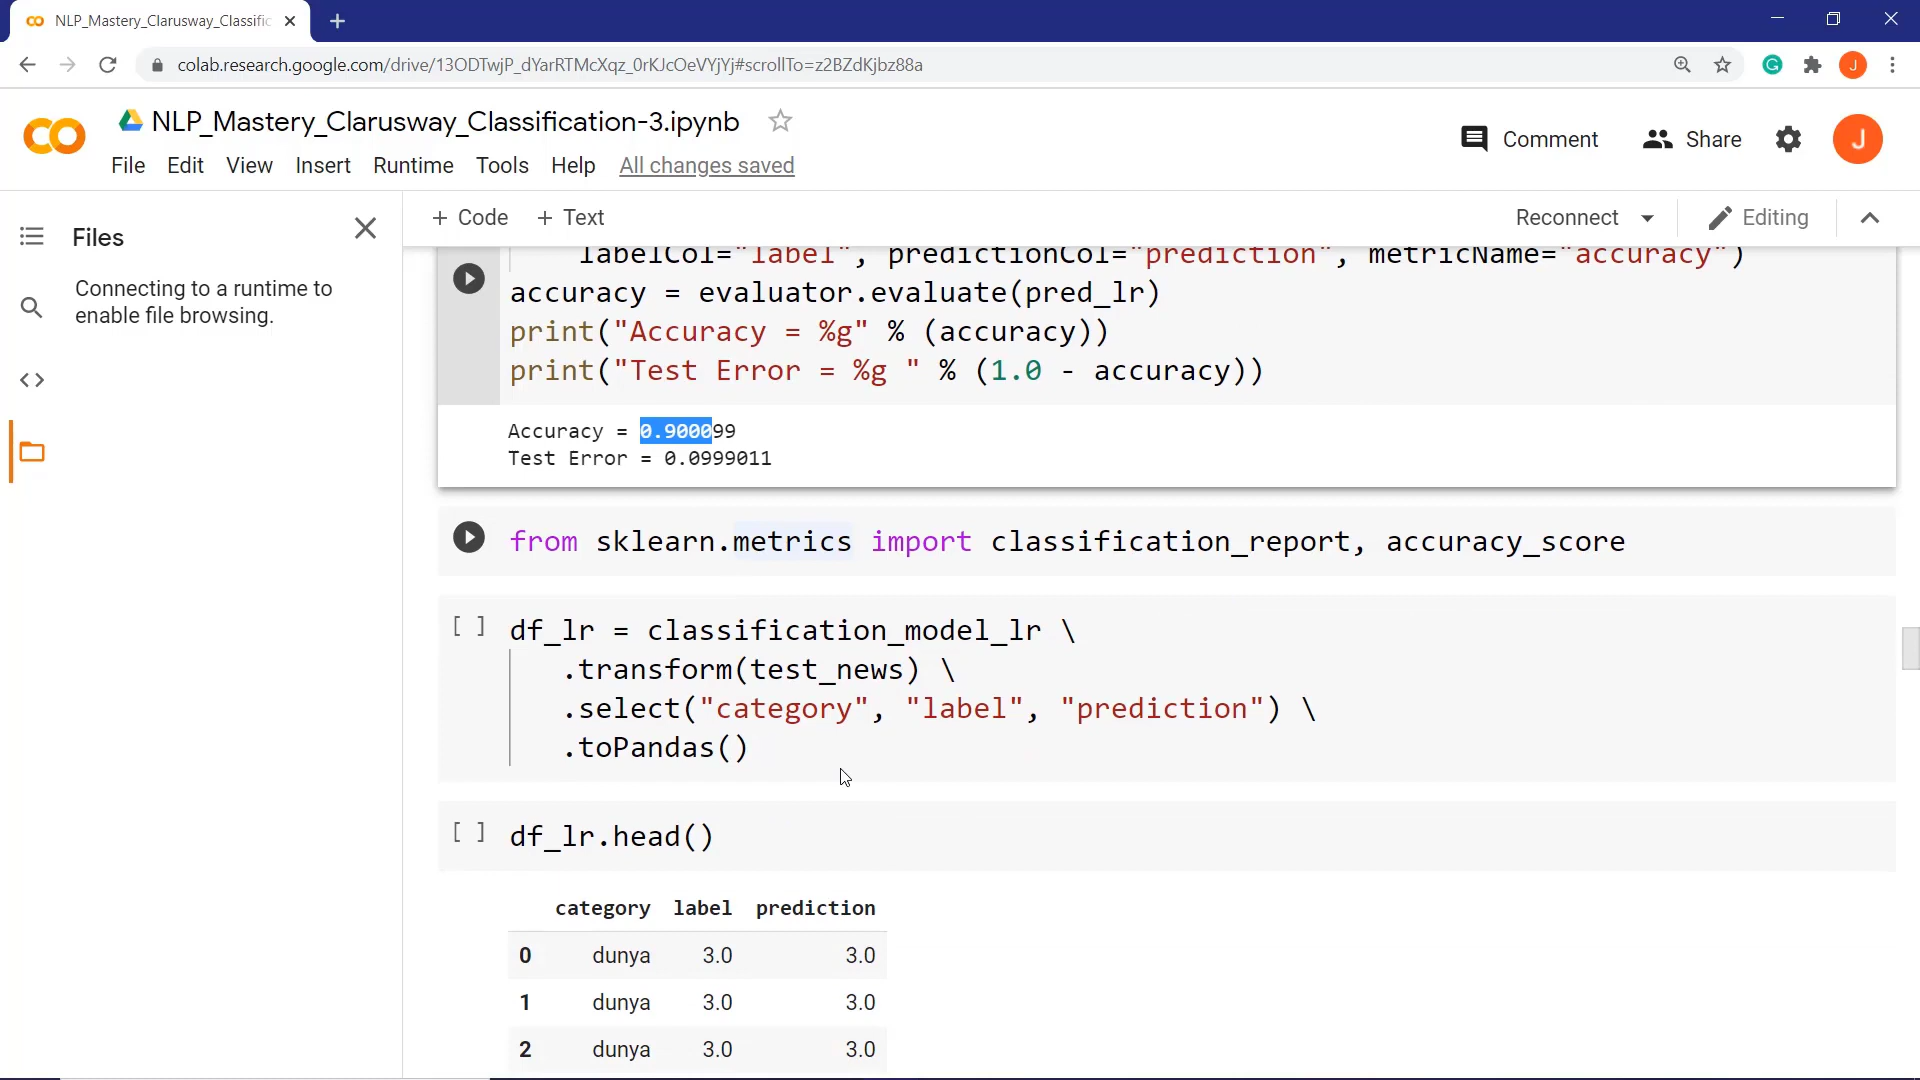 NLP_Mastery_Clarusway_Classific
colab.research.google.com/drive/13ODTwjP_dYarRTMcXqz_0rKJcOeVYjYj#scrollTo=z2BZdKjbz88a
G
J
CO
NLP_Mastery_Clarusway_Classification-3.ipynb
Comment
Share
J
File Edit View Insert Runtime Tools Help All changes saved
Files
+ Code + Text
Reconnect
Editing
Connecting to a runtime to
enable file browsing.
labelCol="label", predictionCol="prediction", metricName="accuracy")
accuracy = evaluator.evaluate(pred_lr)
print("Accuracy = %g" % (accuracy))
print("Test Error = %g " % (1.0 - accuracy))
Accuracy = 0.900099
Test Error = 0.0999011
from sklearn.metrics import classification_report, accuracy_score
[ ] df_lr = classification_model_lr \
.transform(test_news) \
.select("category", "label", "prediction") \
.toPandas()
[ ] df_lr.head()
category label prediction
0 dunya 3.0 3.0
1 dunya 3.0 3.0
2 dunya 3.0 3.0